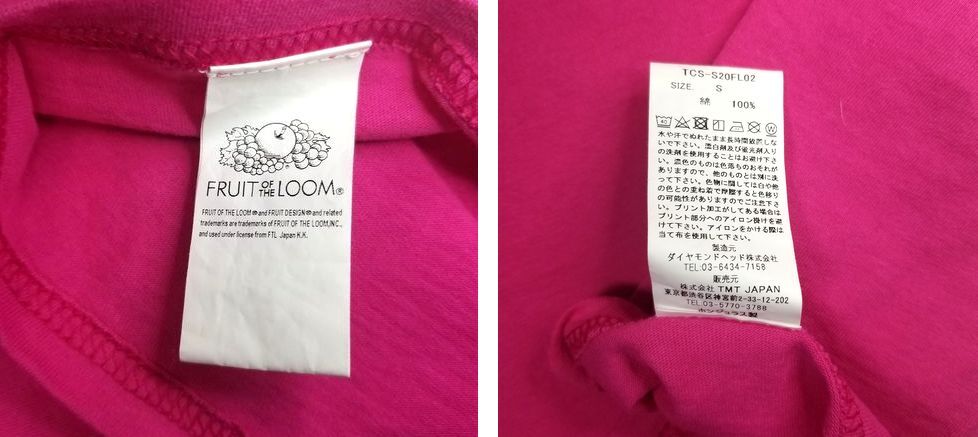 FRUIT OF THE LOOM®
FRUIT OF THE LOOM® and FRUIT DESIGN® and related
trademarks are trademarks of FRUIT OF THE LOOM,INC.,
and used under license from FTL Japan K.K.
TCS-S20FL02
SIZE. S
綿 100%
40
水や汗でぬれたまま長時間放置しな
いで下さい。漂白剤及び蛍光剤入り
の洗剤を使用することはお避け下さ
い。濃色のものは色落ちのおそれが
ありますので、他のものとは別に洗
って下さい。色物に関しては白や他
の色との重ね着で摩擦すると色移り
の可能性がありますのでご注意下さ
い。プリント加工がしてある場合は
プリント部分へのアイロン掛けを避
けて下さい。アイロンをかける際は
当て布を使用して下さい。
製造元
ダイヤモンドヘッド株式会社
TEL:03-6434-7158
販売元
株式会社 TMT JAPAN
東京都渋谷区神宮前2-33-12-202
TEL:03-5770-3788
ホンジュラス製